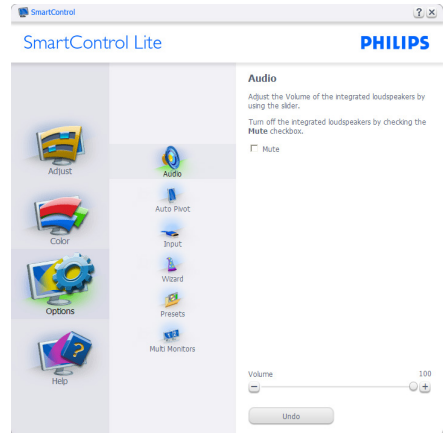 SmartControl
SmartControl Lite
PHILIPS
Adjust
Color
Options
Help
Audio
Auto Pivot
Input
Wizard
Presets
Multi Monitors
Audio
Adjust the Volume of the integrated loudspeakers by
using the slider.
Turn off the integrated loudspeakers by checking the
Mute checkbox.
Mute
Volume 100
Undo